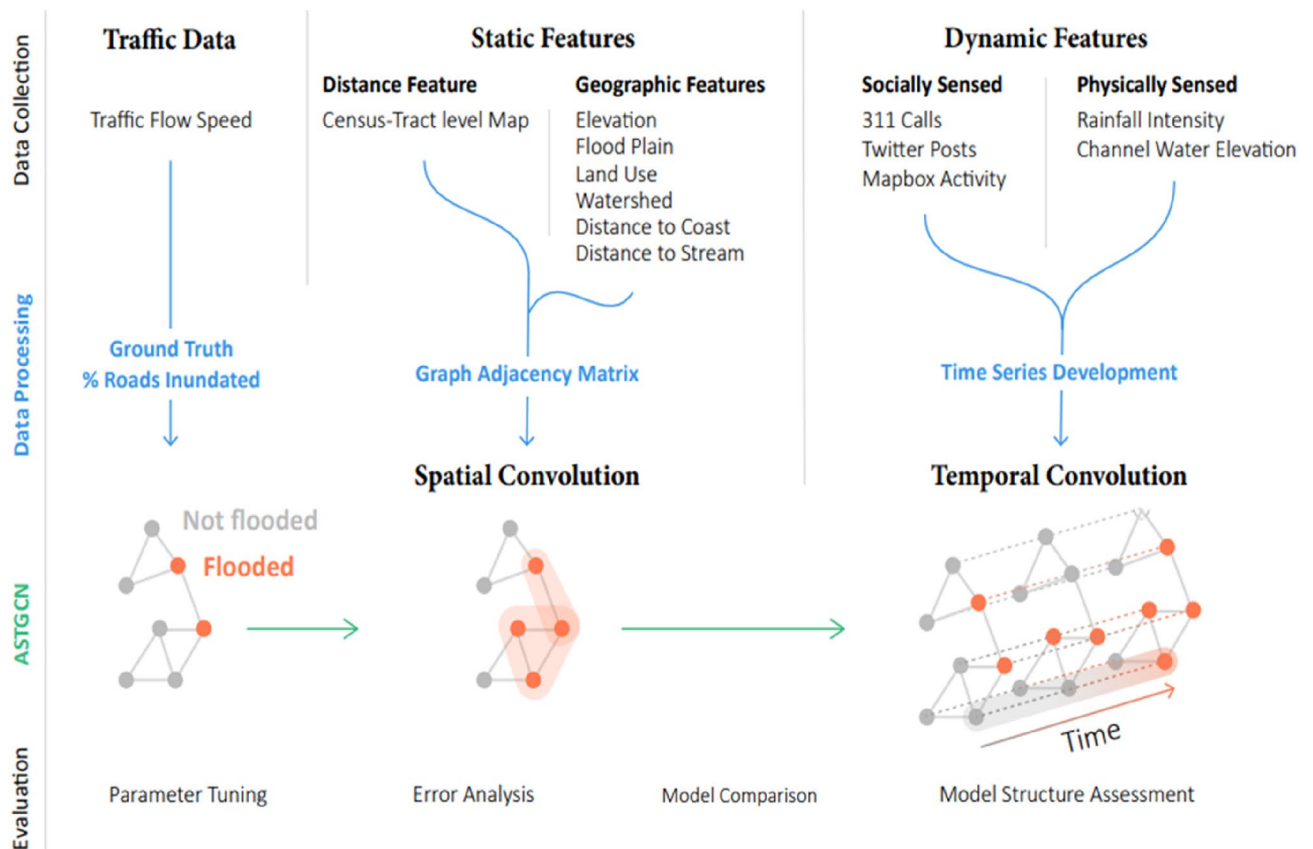 Data Collection
Traffic Data
Traffic Flow Speed
Static Features
Distance Feature
Census-Tract level Map
Geographic Features
Elevation
Flood Plain
Land Use
Watershed
Distance to Coast
Distance to Stream
Dynamic Features
Socially Sensed
311 Calls
Twitter Posts
Mapbox Activity
Physically Sensed
Rainfall Intensity
Channel Water Elevation
Data Processing
Ground Truth
% Roads Inundated
Graph Adjacency Matrix
Time Series Development
ASTGCN
Not flooded
Flooded
Spatial Convolution
Temporal Convolution
Time
Evaluation
Parameter Tuning
Error Analysis
Model Comparison
Model Structure Assessment